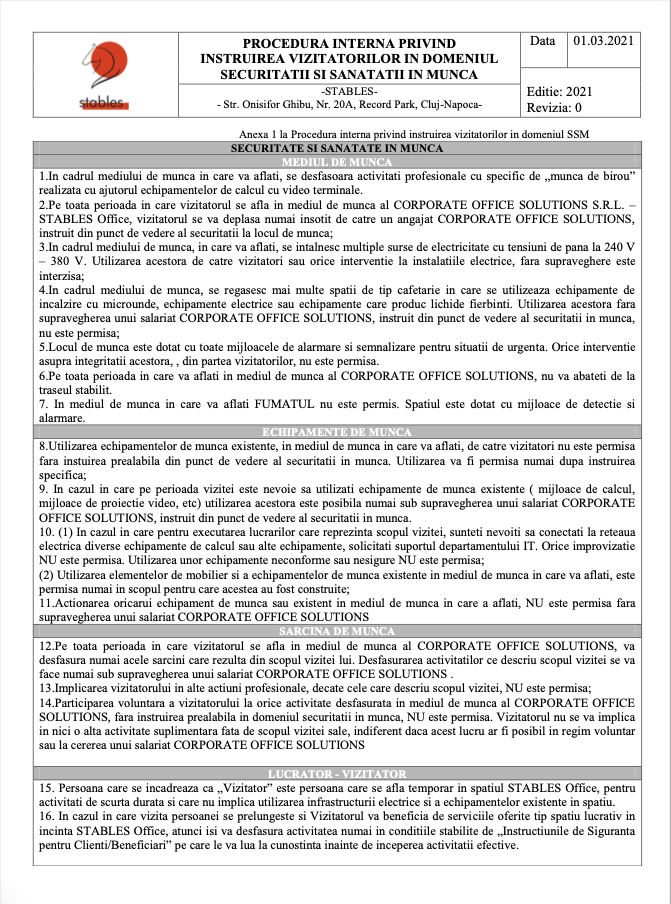 stables
PROCEDURA INTERNA PRIVIND
INSTRUIREA VIZITATORILOR IN DOMENIUL
SECURITATII SI SANATATII IN MUNCA
-STABLES-
- Str. Onisifor Ghibu, Nr. 20A, Record Park, Cluj-Napoca-
Data 01.03.2021
Editie: 2021
Revizia: 0
Anexa 1 la Procedura interna privind instruirea vizitatorilor in domeniul SSM
SECURITATE SI SANATATE IN MUNCA
MEDIUL DE MUNCA
1.In cadrul mediului de munca in care va aflati, se desfasoara activitati profesionale cu specific de „munca de birou”
realizata cu ajutorul echipamentelor de calcul cu video terminale.
2.Pe toata perioada in care vizitatorul se afla in mediul de munca al CORPORATE OFFICE SOLUTIONS S.R.L. –
STABLES Office, vizitatorul se va deplasa numai insotit de catre un angajat CORPORATE OFFICE SOLUTIONS,
instruit din punct de vedere al securitatii la locul de munca;
3.In cadrul mediului de munca, in care va aflati, se intalnesc multiple surse de electricitate cu tensiuni de pana la 240 V
– 380 V. Utilizarea acestora de catre vizitatori sau orice interventie la instalatiile electrice, fara supraveghere este
interzisa;
4.In cadrul mediului de munca, se regasesc mai multe spatii de tip cafetarie in care se utilizeaza echipamente de
incalzire cu microunde, echipamente electrice sau echipamente care produc lichide fierbinti. Utilizarea acestora fara
supravegherea unui salariat CORPORATE OFFICE SOLUTIONS, instruit din punct de vedere al securitatii in munca,
nu este permisa;
5.Locul de munca este dotat cu toate mijloacele de alarmare si semnalizare pentru situatii de urgenta. Orice interventie
asupra integritatii acestora, , din partea vizitatorilor, nu este permisa.
6.Pe toata perioada in care va aflati in mediul de munca al CORPORATE OFFICE SOLUTIONS, nu va abateti de la
traseul stabilit.
7. In mediul de munca in care va aflati FUMATUL nu este permis. Spatiul este dotat cu mijloace de detectie si
alarmare.
ECHIPAMENTE DE MUNCA
8.Utilizarea echipamentelor de munca existente, in mediul de munca in care va aflati, de catre vizitatori nu este permisa
fara instuirea prealabila din punct de vedere al securitatii in munca. Utilizarea va fi permisa numai dupa instruirea
specifica;
9. In cazul in care pe perioada vizitei este nevoie sa utilizati echipamente de munca existente ( mijloace de calcul,
mijloace de proiectie video, etc) utilizarea acestora este posibila numai sub supravegherea unui salariat CORPORATE
OFFICE SOLUTIONS, instruit din punct de vedere al securitatii in munca.
10. (1) In cazul in care pentru executarea lucrarilor care reprezinta scopul vizitei, sunteti nevoiti sa conectati la reteaua
electrica diverse echipamente de calcul sau alte echipamente, solicitati suportul departamentului IT. Orice improvizatie
NU este permisa. Utilizarea unor echipamente neconforme sau nesigure NU este permisa;
(2) Utilizarea elementelor de mobilier si a echipamentelor de munca existente in mediul de munca in care va aflati, este
permisa numai in scopul pentru care acestea au fost construite;
11.Actionarea oricarui echipament de munca sau existent in mediul de munca in care a aflati, NU este permisa fara
supravegherea unui salariat CORPORATE OFFICE SOLUTIONS
SARCINA DE MUNCA
12.Pe toata perioada in care vizitatorul se afla in mediul de munca al CORPORATE OFFICE SOLUTIONS, va
desfasura numai acele sarcini care rezulta din scopul vizitei lui. Desfasurarea activitatilor ce descriu scopul vizitei se va
face numai sub supravegherea unui salariat CORPORATE OFFICE SOLUTIONS .
13.Implicarea vizitatorului in alte actiuni profesionale, decate cele care descriu scopul vizitei, NU este permisa;
14.Participarea voluntara a vizitatorului la orice activitate desfasurata in mediul de munca al CORPORATE OFFICE
SOLUTIONS, fara instruirea prealabila in domeniul securitatii in munca, NU este permisa. Vizitatorul nu se va implica
in nici o alta activitate suplimentara fata de scopul vizitei sale, indiferent daca acest lucru ar fi posibil in regim voluntar
sau la cererea unui salariat CORPORATE OFFICE SOLUTIONS
LUCRATOR - VIZITATOR
15. Persoana care se incadreaza ca „Vizitator” este persoana care se afla temporar in spatiul STABLES Office, pentru
activitati de scurta durata si care nu implica utilizarea infrastructurii electrice si a echipamentelor existente in spatiu.
16. In cazul in care vizita persoanei se prelungeste si Vizitatorul va beneficia de serviciile oferite tip spatiu lucrativ in
incinta STABLES Office, atunci isi va desfasura activitatea numai in conditiile stabilite de „Instructiunile de Siguranta
pentru Clienti/Beneficiari” pe care le va lua la cunostinta inainte de inceperea activitatii efective.